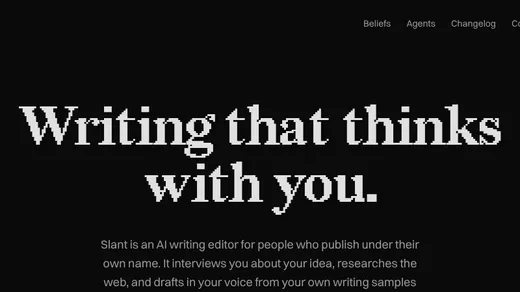 Beliefs Agents Changelog
Writing that thinks
with you.
Slant is an AI writing editor for people who publish under their
own name. It interviews you about your idea, researches the
web, and drafts in your voice from your own writing samples